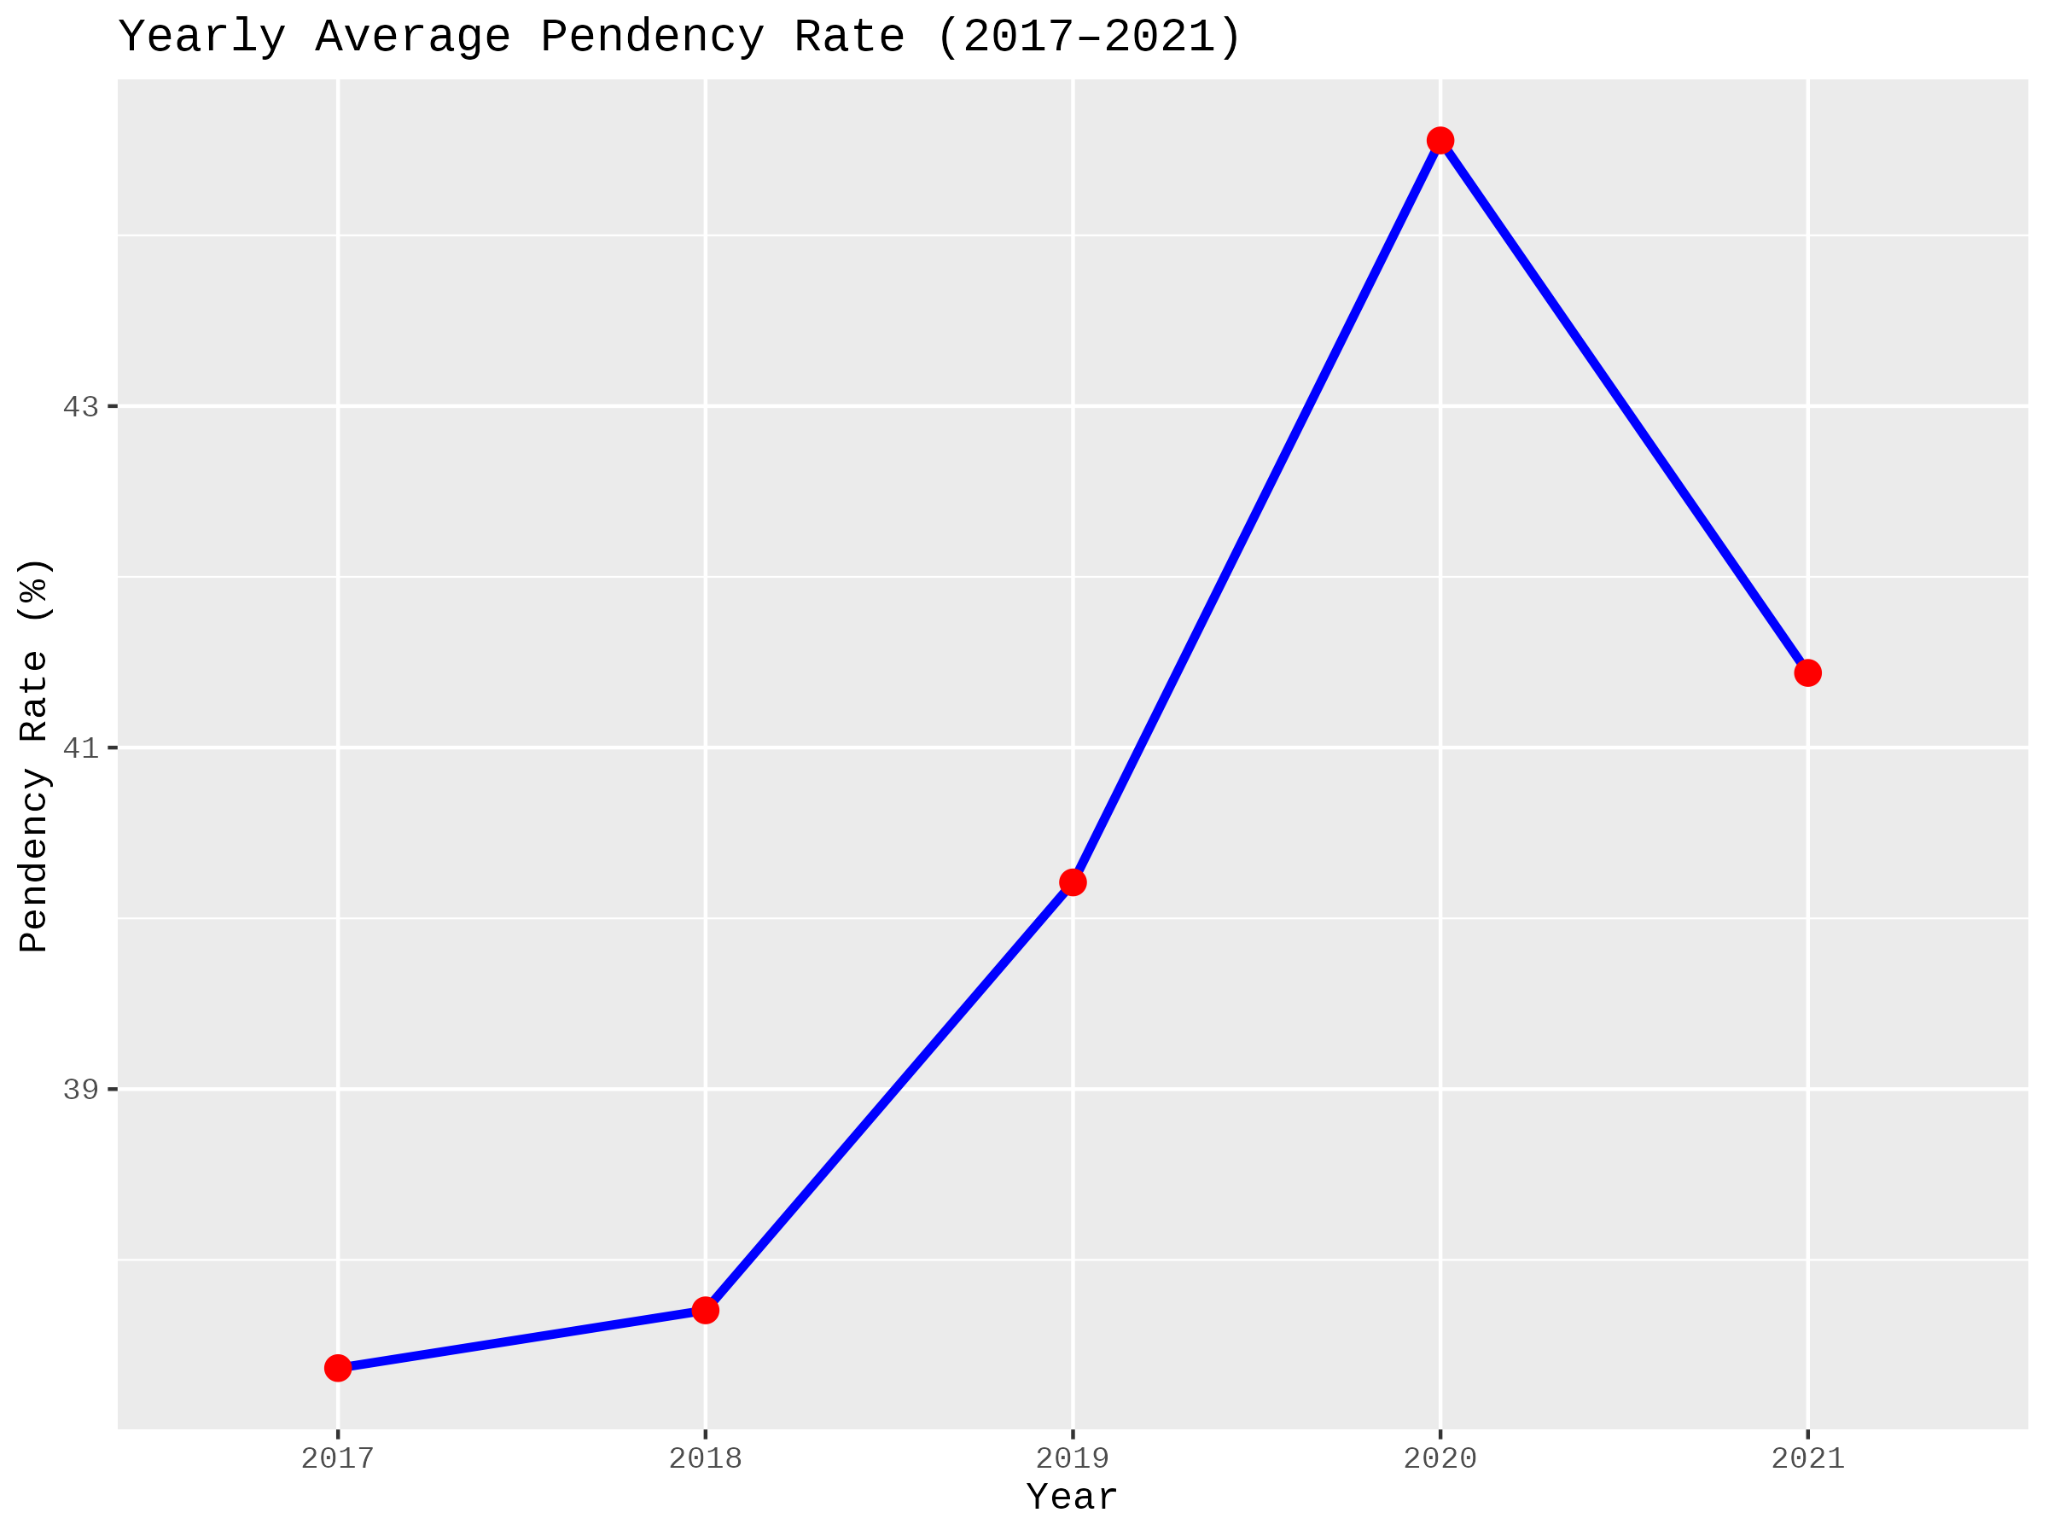 Yearly Average Pendency Rate (2017–2021)
Pendency Rate (%)
43
41
39
2017 2018 2019 2020 2021
Year